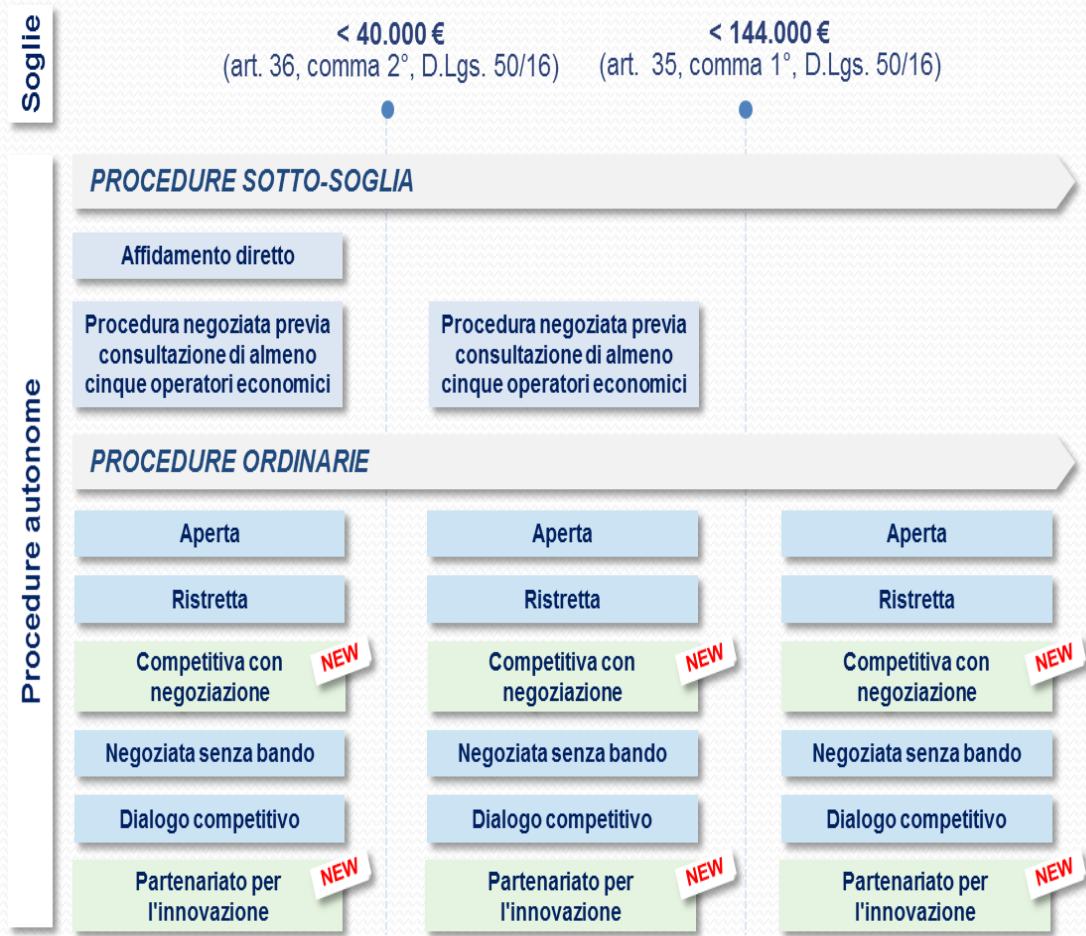 Soglie
< 40.000 €
(art. 36, comma 2°, D.Lgs. 50/16)
< 144.000 €
(art. 35, comma 1°, D.Lgs. 50/16)
Procedure autonome
PROCEDURE SOTTO-SOGLIA
Affidamento diretto
Procedura negoziata previa
consultazione di almeno
cinque operatori economici
Procedura negoziata previa
consultazione di almeno
cinque operatori economici
PROCEDURE ORDINARIE
Aperta
Aperta
Aperta
Ristretta
Ristretta
Ristretta
Competitiva con
negoziazione
NEW
Competitiva con
negoziazione
NEW
Competitiva con
negoziazione
NEW
Negoziata senza bando
Negoziata senza bando
Negoziata senza bando
Dialogo competitivo
Dialogo competitivo
Dialogo competitivo
Partenariato per
l'innovazione
NEW
Partenariato per
l'innovazione
NEW
Partenariato per
l'innovazione
NEW